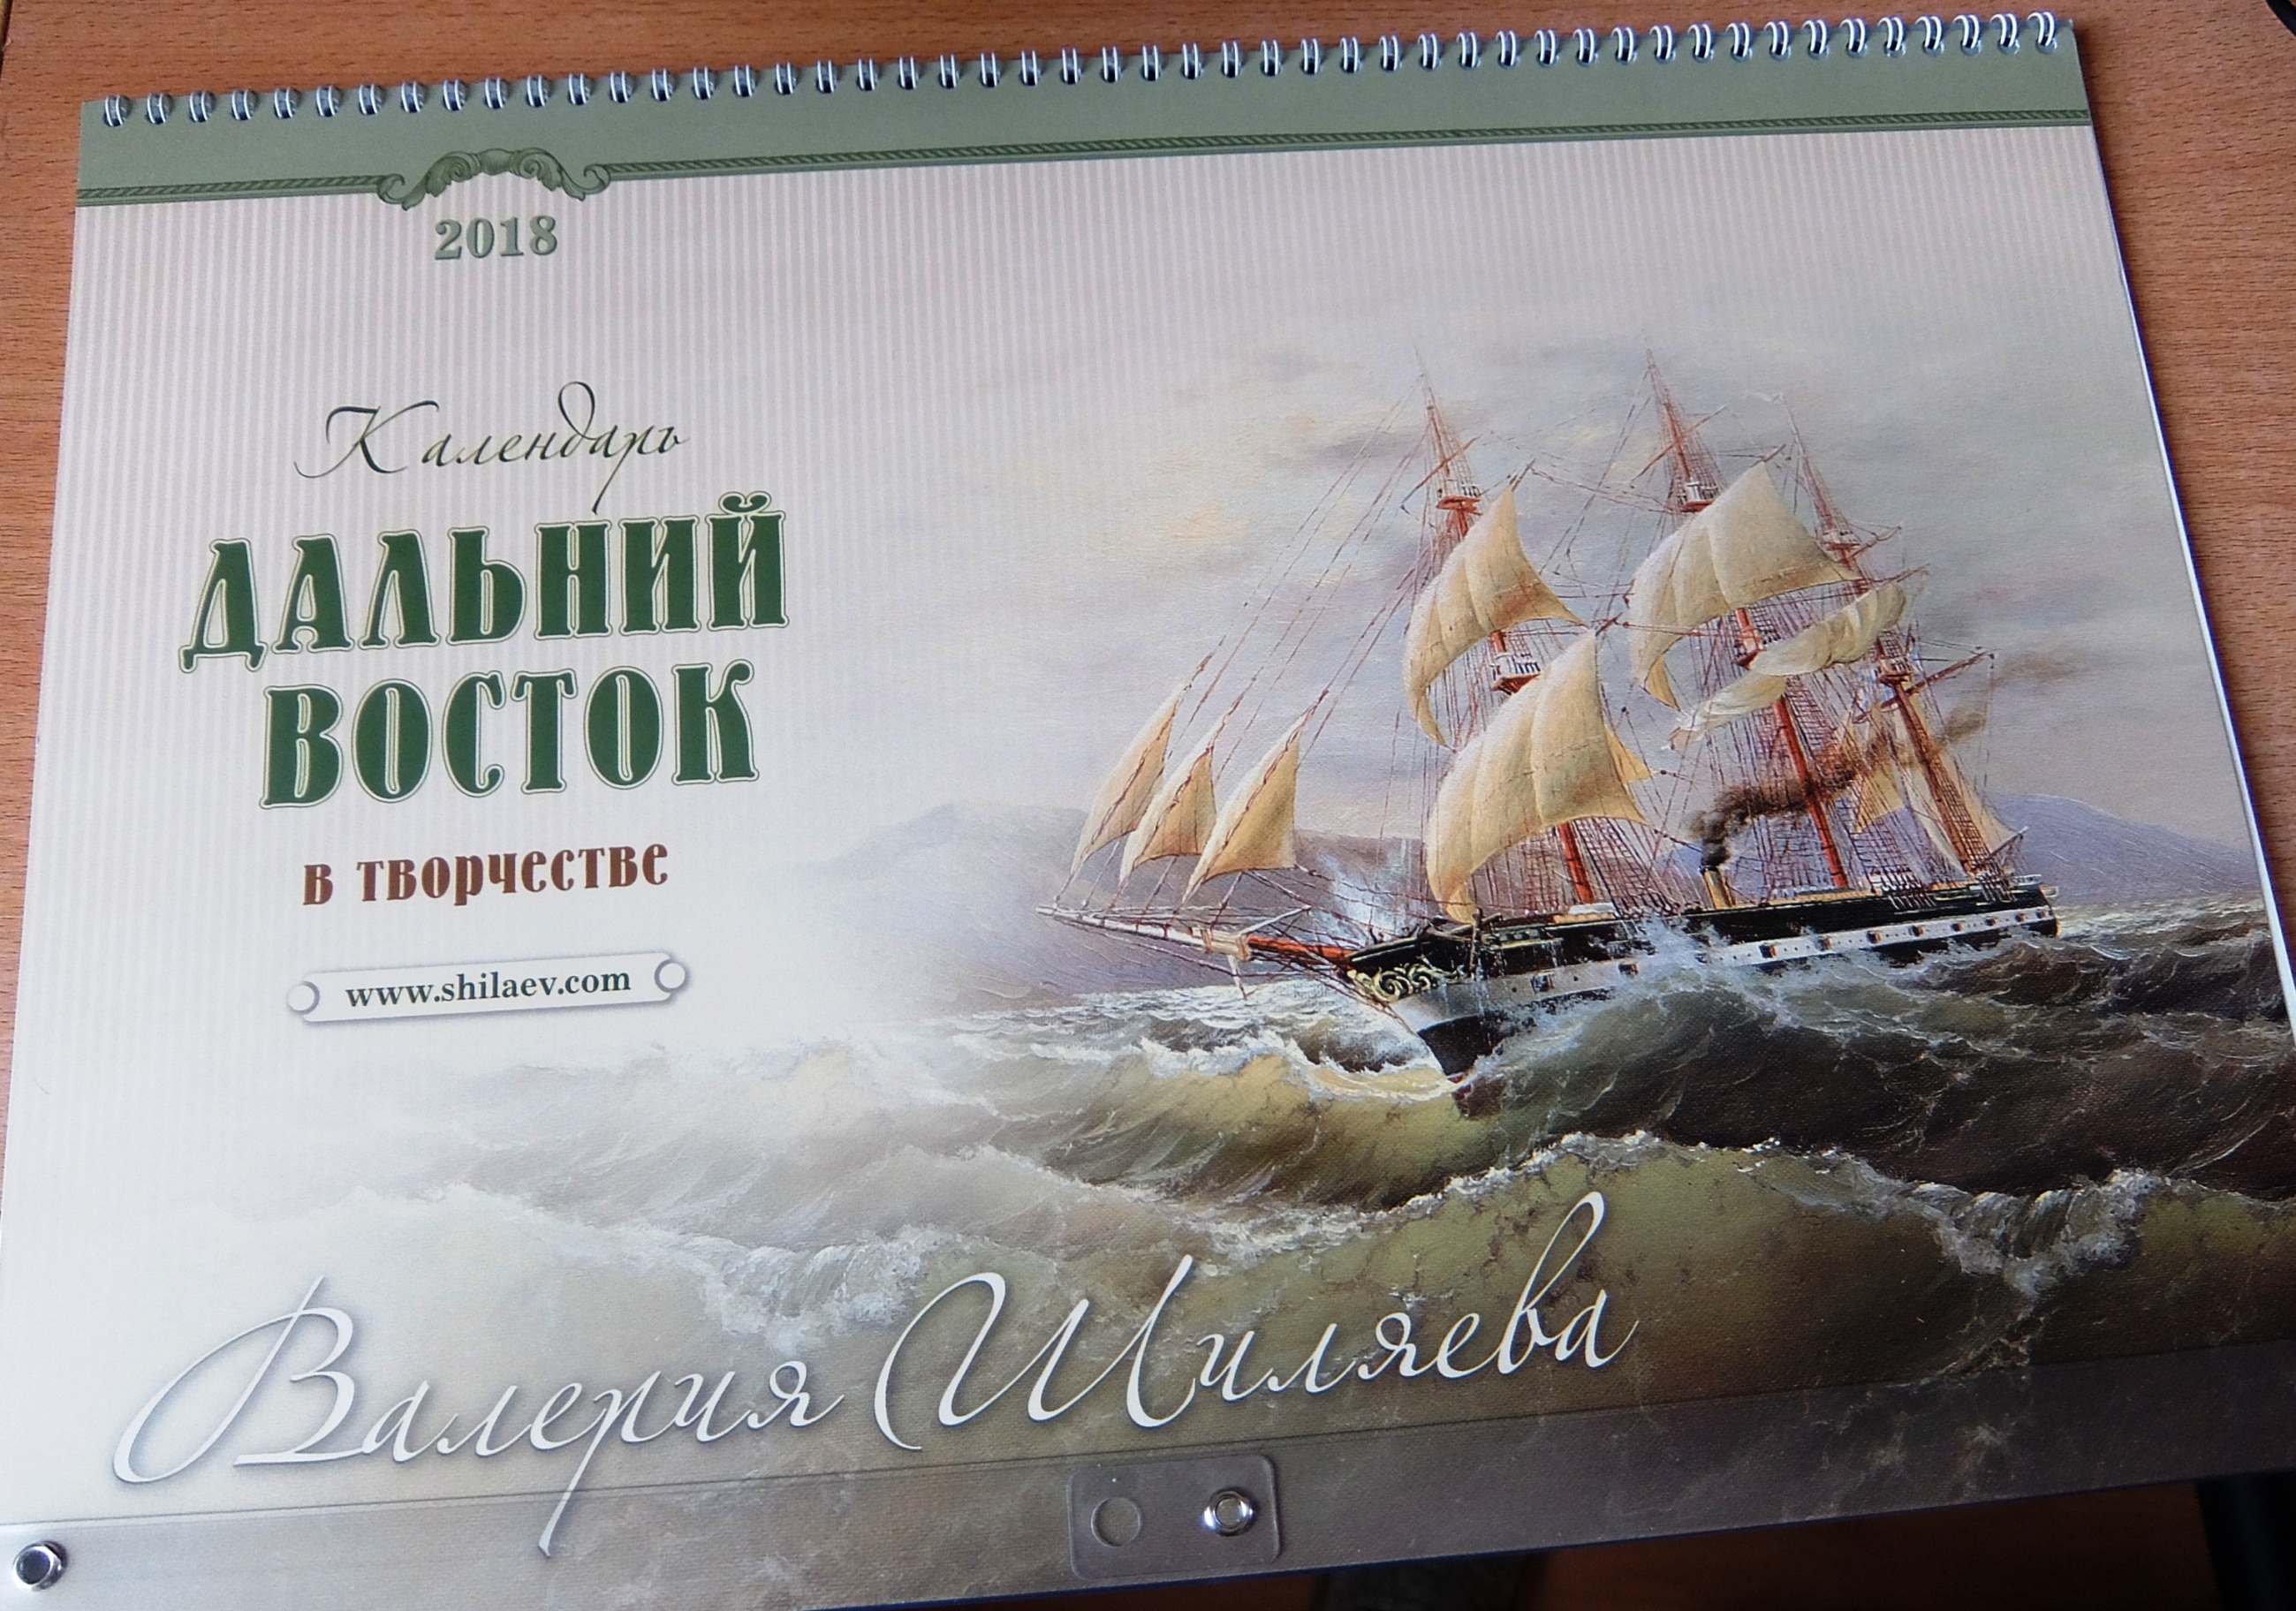 2018
Календарь
ДАЛЬНИЙ
ВОСТОК
в творчестве
www.shilaev.com
Валерия Шиляева